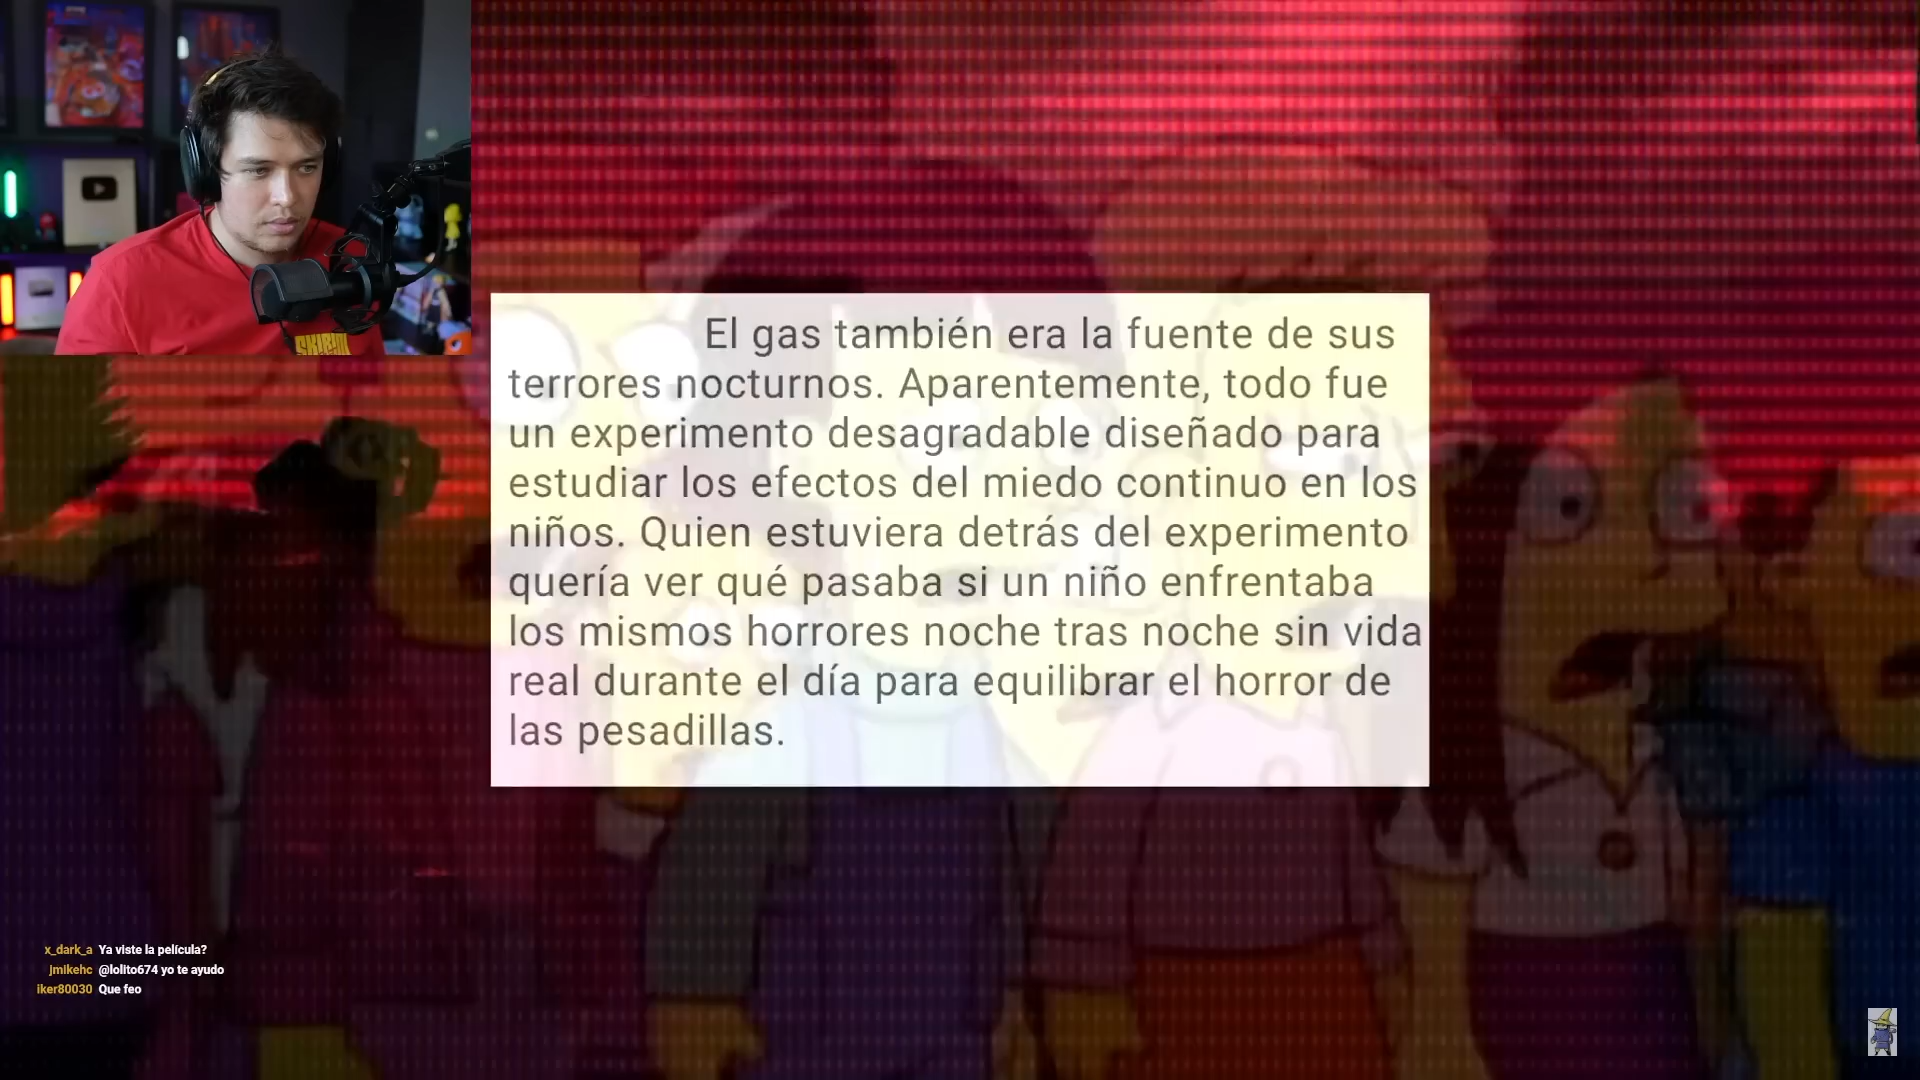 El gas también era la fuente de sus
terrores nocturnos. Aparentemente, todo fue
un experimento desagradable diseñado para
estudiar los efectos del miedo continuo en los
niños. Quien estuviera detrás del experimento
quería ver qué pasaba si un niño enfrentaba
los mismos horrores noche tras noche sin vida
real durante el día para equilibrar el horror de
las pesadillas.
x_dark_a Ya viste la película?
jmikehc @lolito674 yo te ayudo
iker80030 Que feo